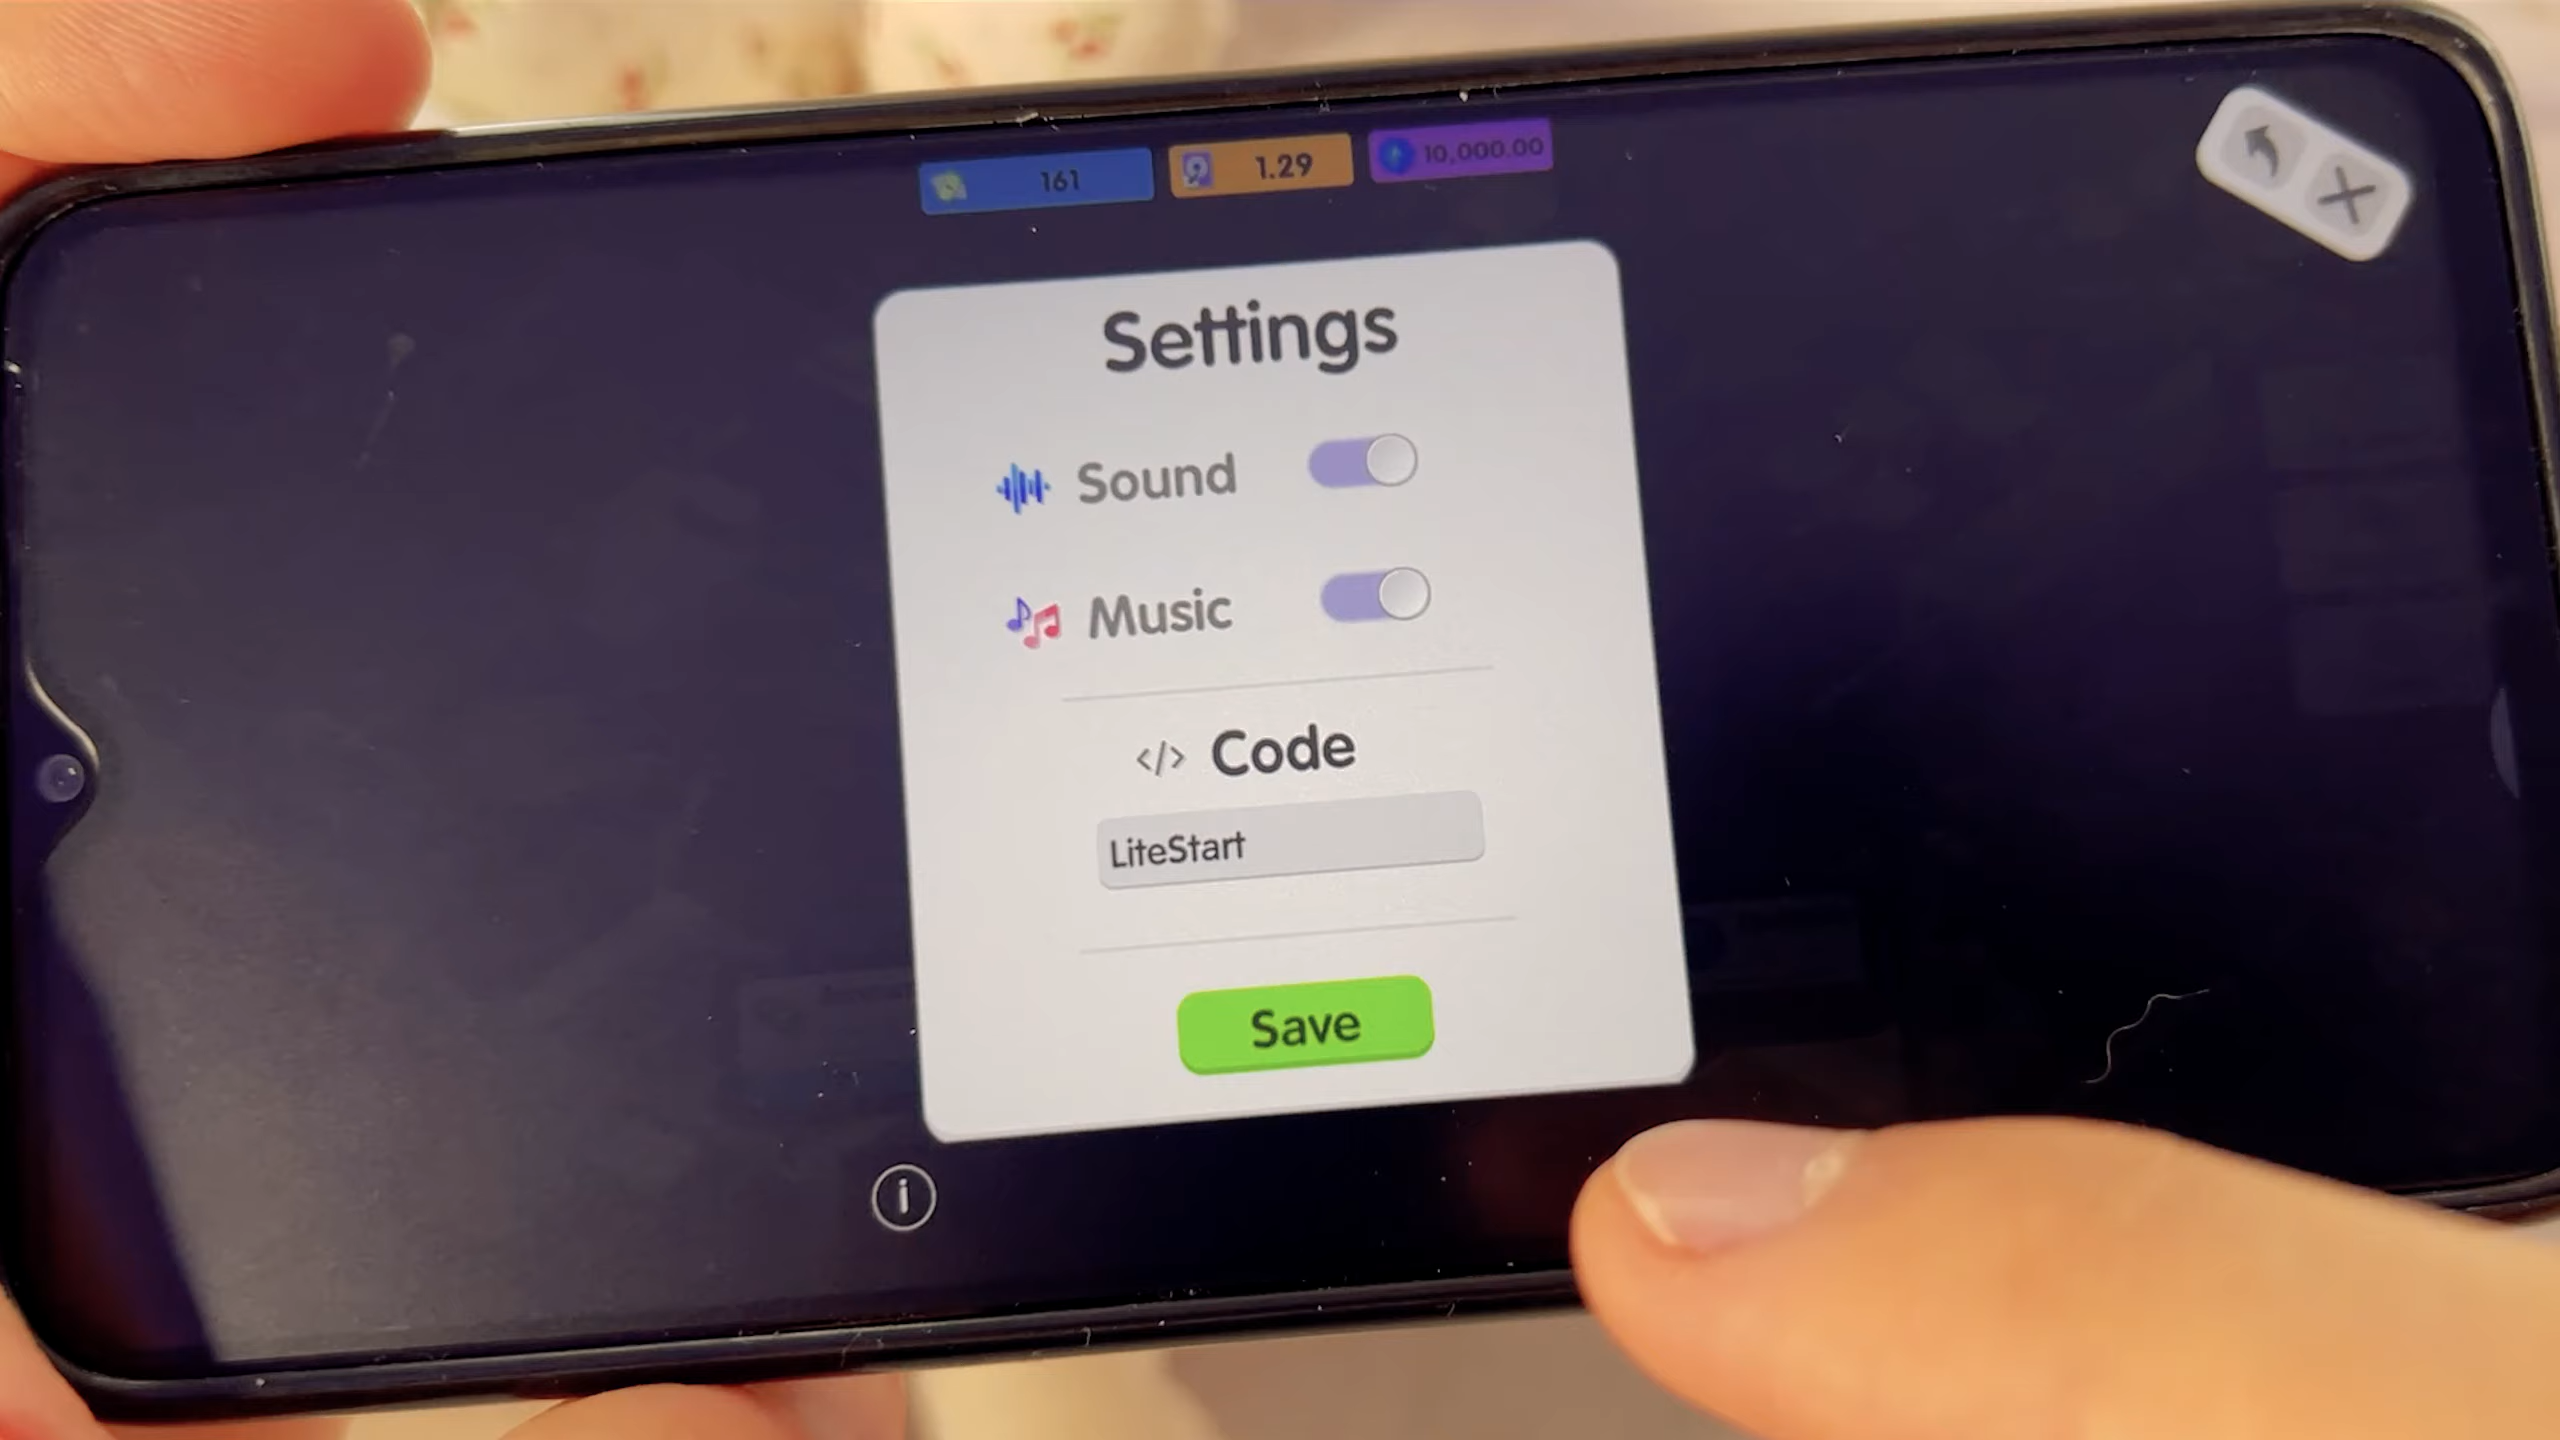 161 1.29 10,000.00
Settings
Sound
Music
</> Code
LiteStart
Save
i